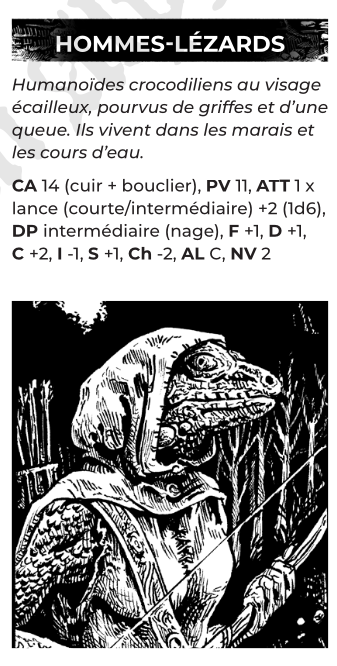 HOMMES-LÉZARDS
Humanoïdes crocodiliens au visage
écailleux, pourvus de griffes et d’une
queue. Ils vivent dans les marais et
les cours d’eau.
CA 14 (cuir + bouclier), PV 11, ATT 1 x
lance (courte/intermédiaire) +2 (1d6),
DP intermédiaire (nage), F +1, D +1,
C +2, I -1, S +1, Ch -2, AL C, NV 2